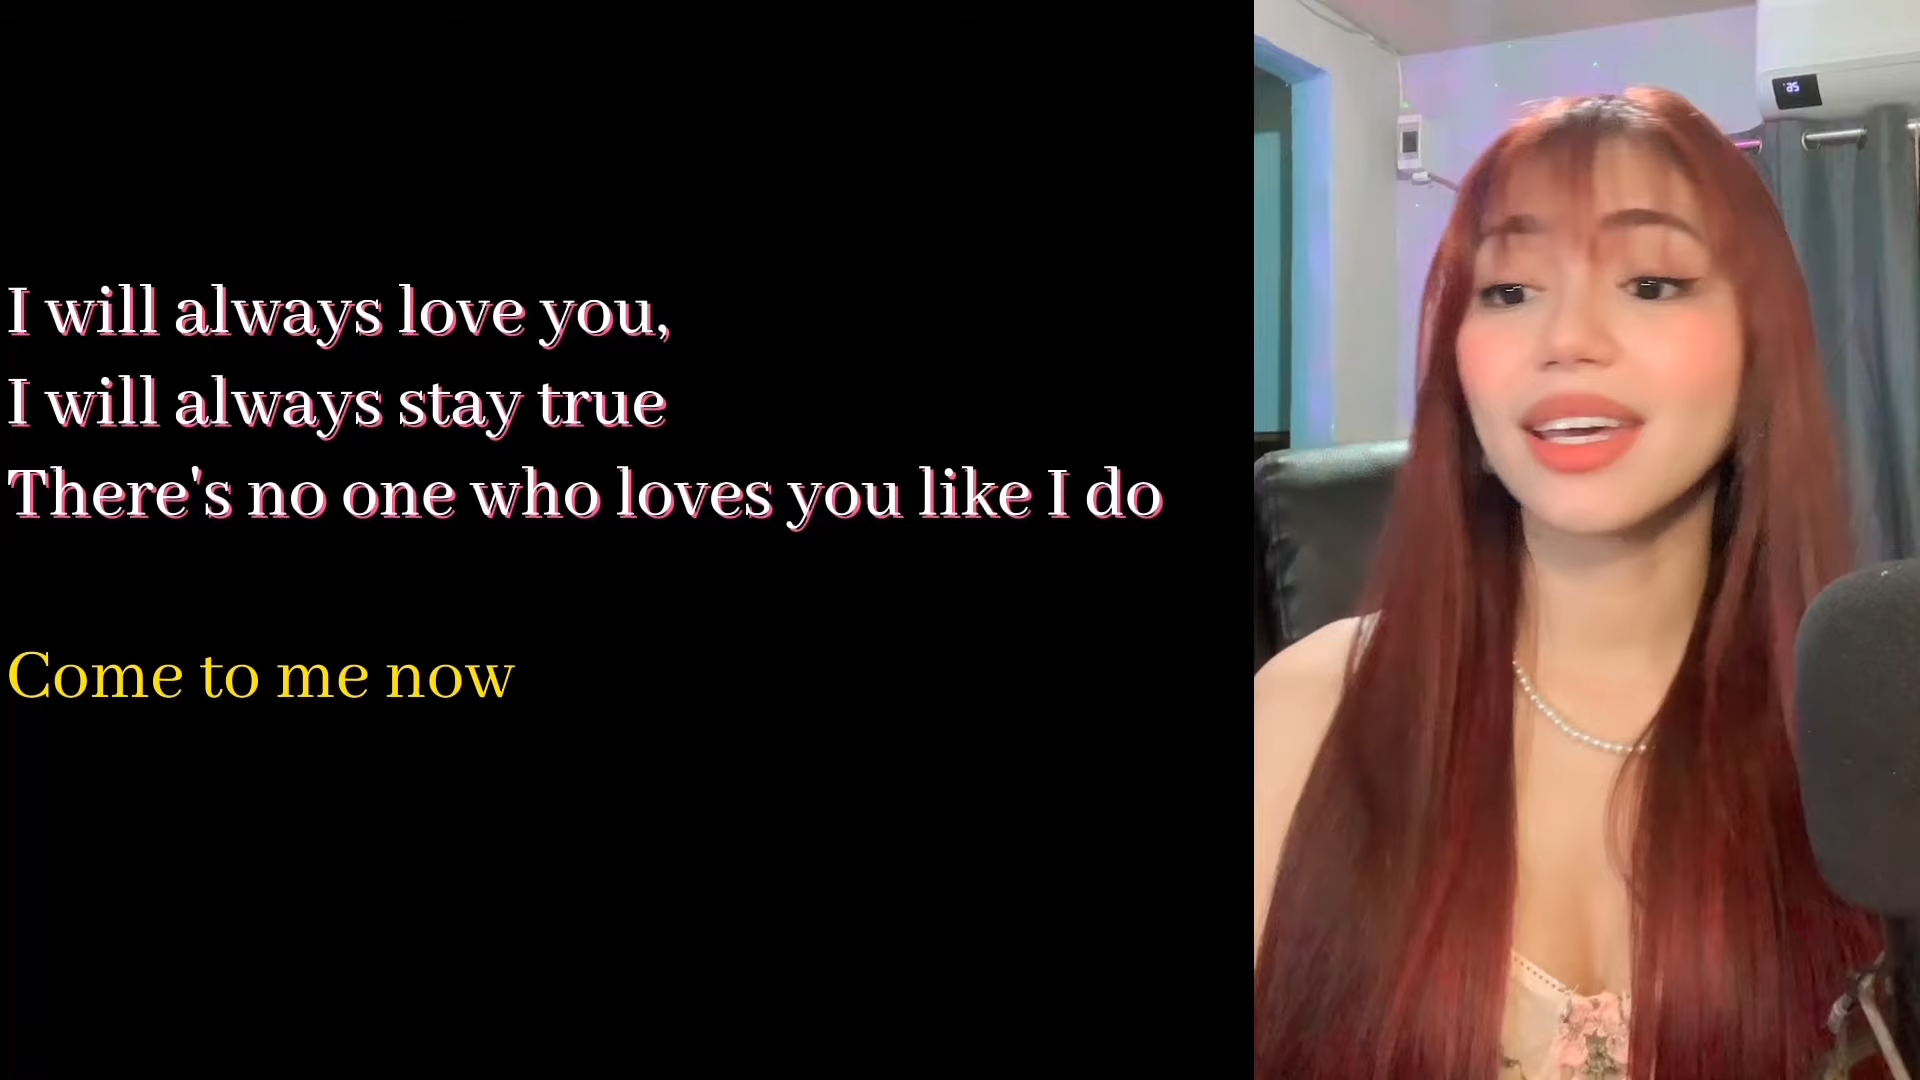 I will always love you,
I will always stay true
There's no one who loves you like I do
Come to me now